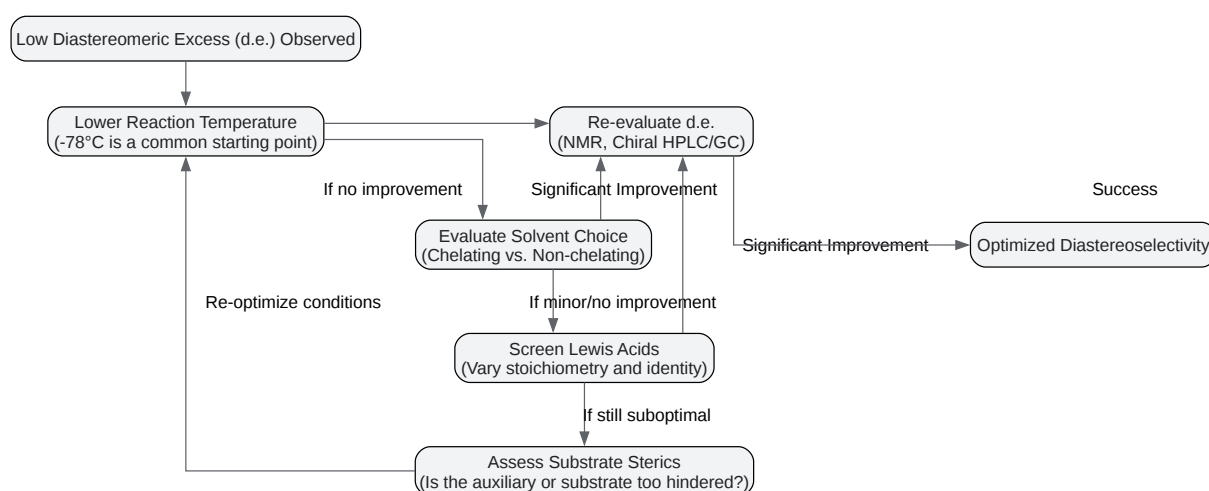 Low Diastereomeric Excess (d.e.) Observed
Lower Reaction Temperature
(-78°C is a common starting point)
Re-evaluate d.e.
(NMR, Chiral HPLC/GC)
If no improvement
Significant Improvement
Success
Evaluate Solvent Choice
(Chelating vs. Non-chelating)
Significant Improvement
Optimized Diastereoselectivity
Re-optimize conditions
If minor/no improvement
Screen Lewis Acids
(Vary stoichiometry and identity)
If still suboptimal
Assess Substrate Sterics
(Is the auxiliary or substrate too hindered?)